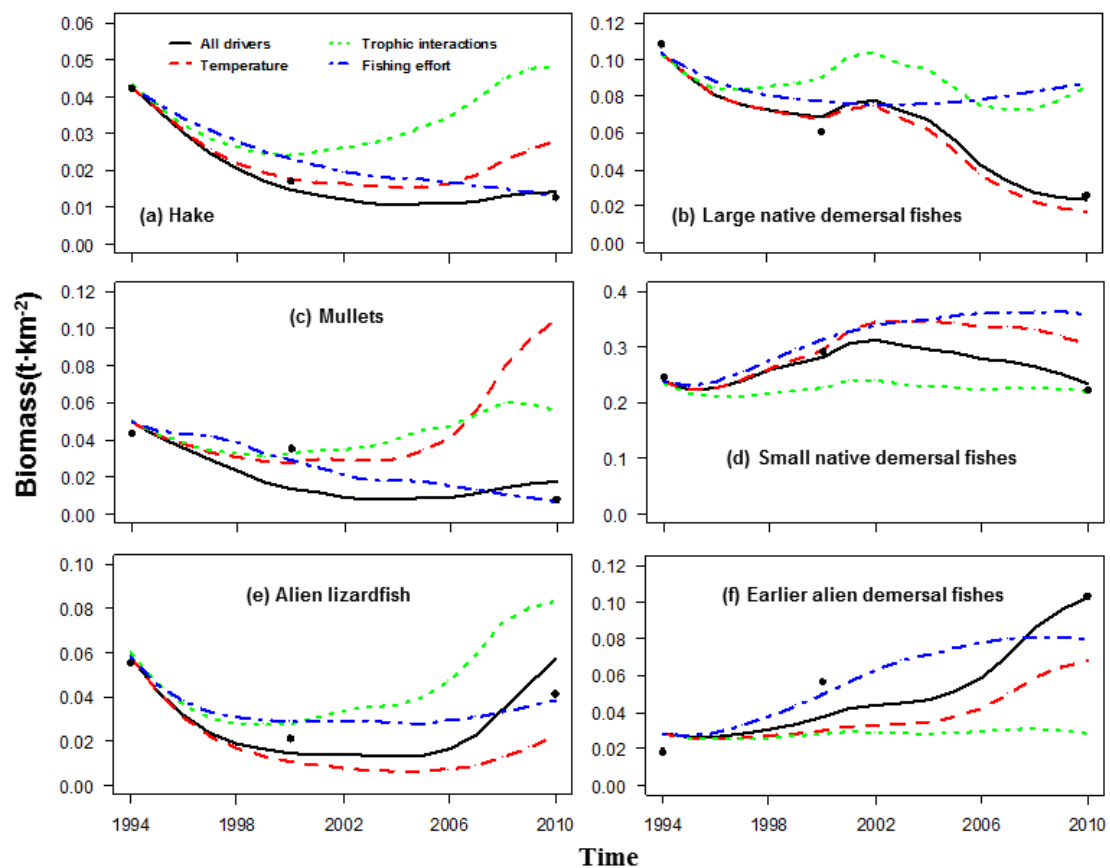 Biomass(t·km-2)
0.06
0.05
0.04
0.03
0.02
0.01
0.00
All drivers
Trophic interactions
Temperature
Fishing effort
(a) Hake
0.12
0.10
0.08
0.06
0.04
0.02
0.00
(b) Large native demersal fishes
0.12
0.10
0.08
0.06
0.04
0.02
0.00
(c) Mullets
0.4
0.3
0.2
0.1
0.0
(d) Small native demersal fishes
0.10
0.08
0.06
0.04
0.02
0.00
(e) Alien lizardfish
1994 1998 2002 2006 2010
0.12
0.10
0.08
0.06
0.04
0.02
0.00
(f) Earlier alien demersal fishes
1994 1998 2002 2006 2010
Time